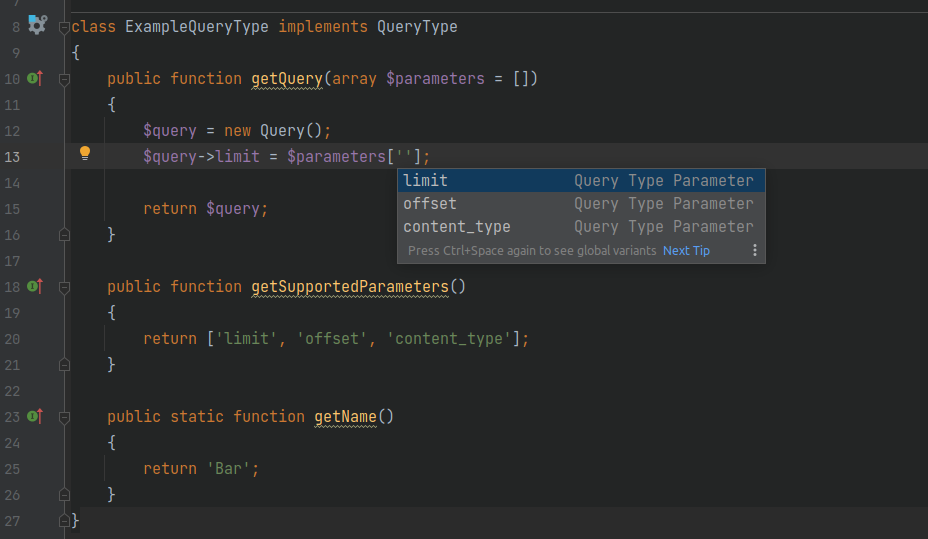 7
8 class ExampleQueryType implements QueryType
9 {
10 public function getQuery(array $parameters = [])
11 {
12 $query = new Query();
13 $query->limit = $parameters[''];
limit Query Type Parameter
14
offset Query Type Parameter
15 return $query;
content_type Query Type Parameter
16 }
Press Ctrl+Space again to see global variants Next Tip
17
18 public function getSupportedParameters()
19 {
20 return ['limit', 'offset', 'content_type'];
21 }
22
23 public static function getName()
24 {
25 return 'Bar';
26 }
27 }